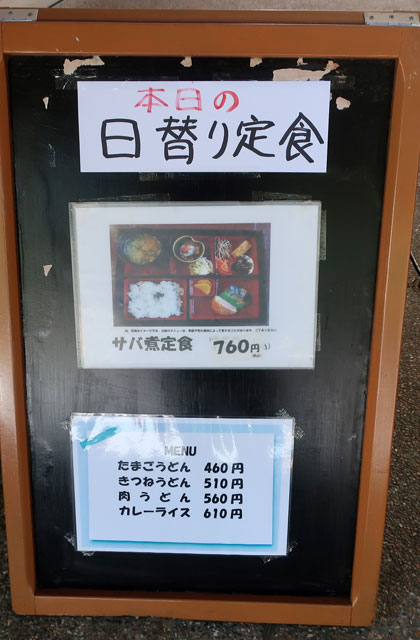 本日の
日替り定食
サバ煮定食 760円
MENU
たまごうどん 460円
きつねうどん 510円
肉うどん 560円
カレーライス 610円